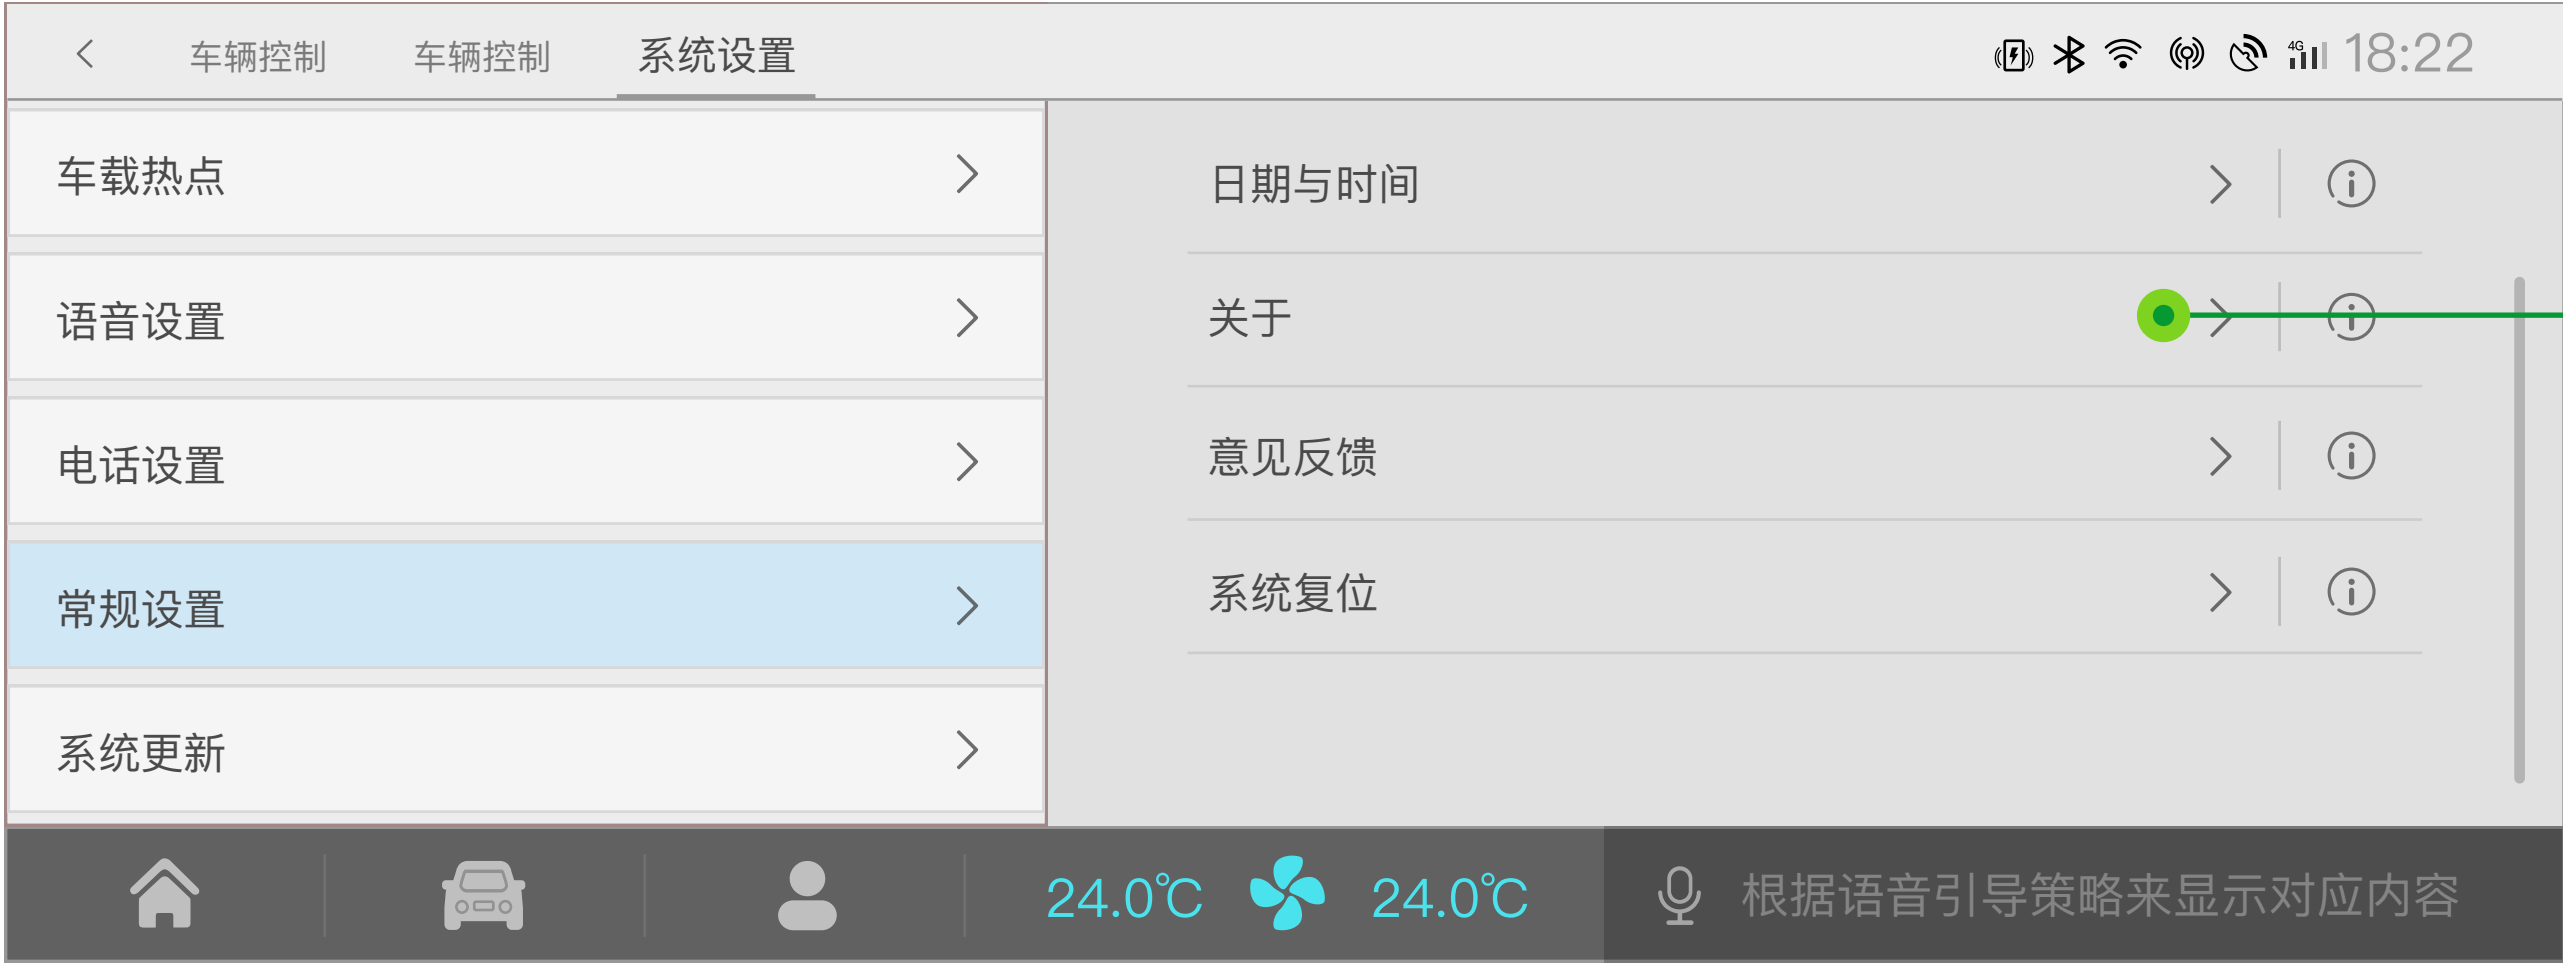 车辆控制 车辆控制 系统设置 4G 18:22
车载热点
语音设置
电话设置
常规设置
系统更新
日期与时间
关于
意见反馈
系统复位
24.0℃ 24.0℃ 根据语音引导策略来显示对应内容